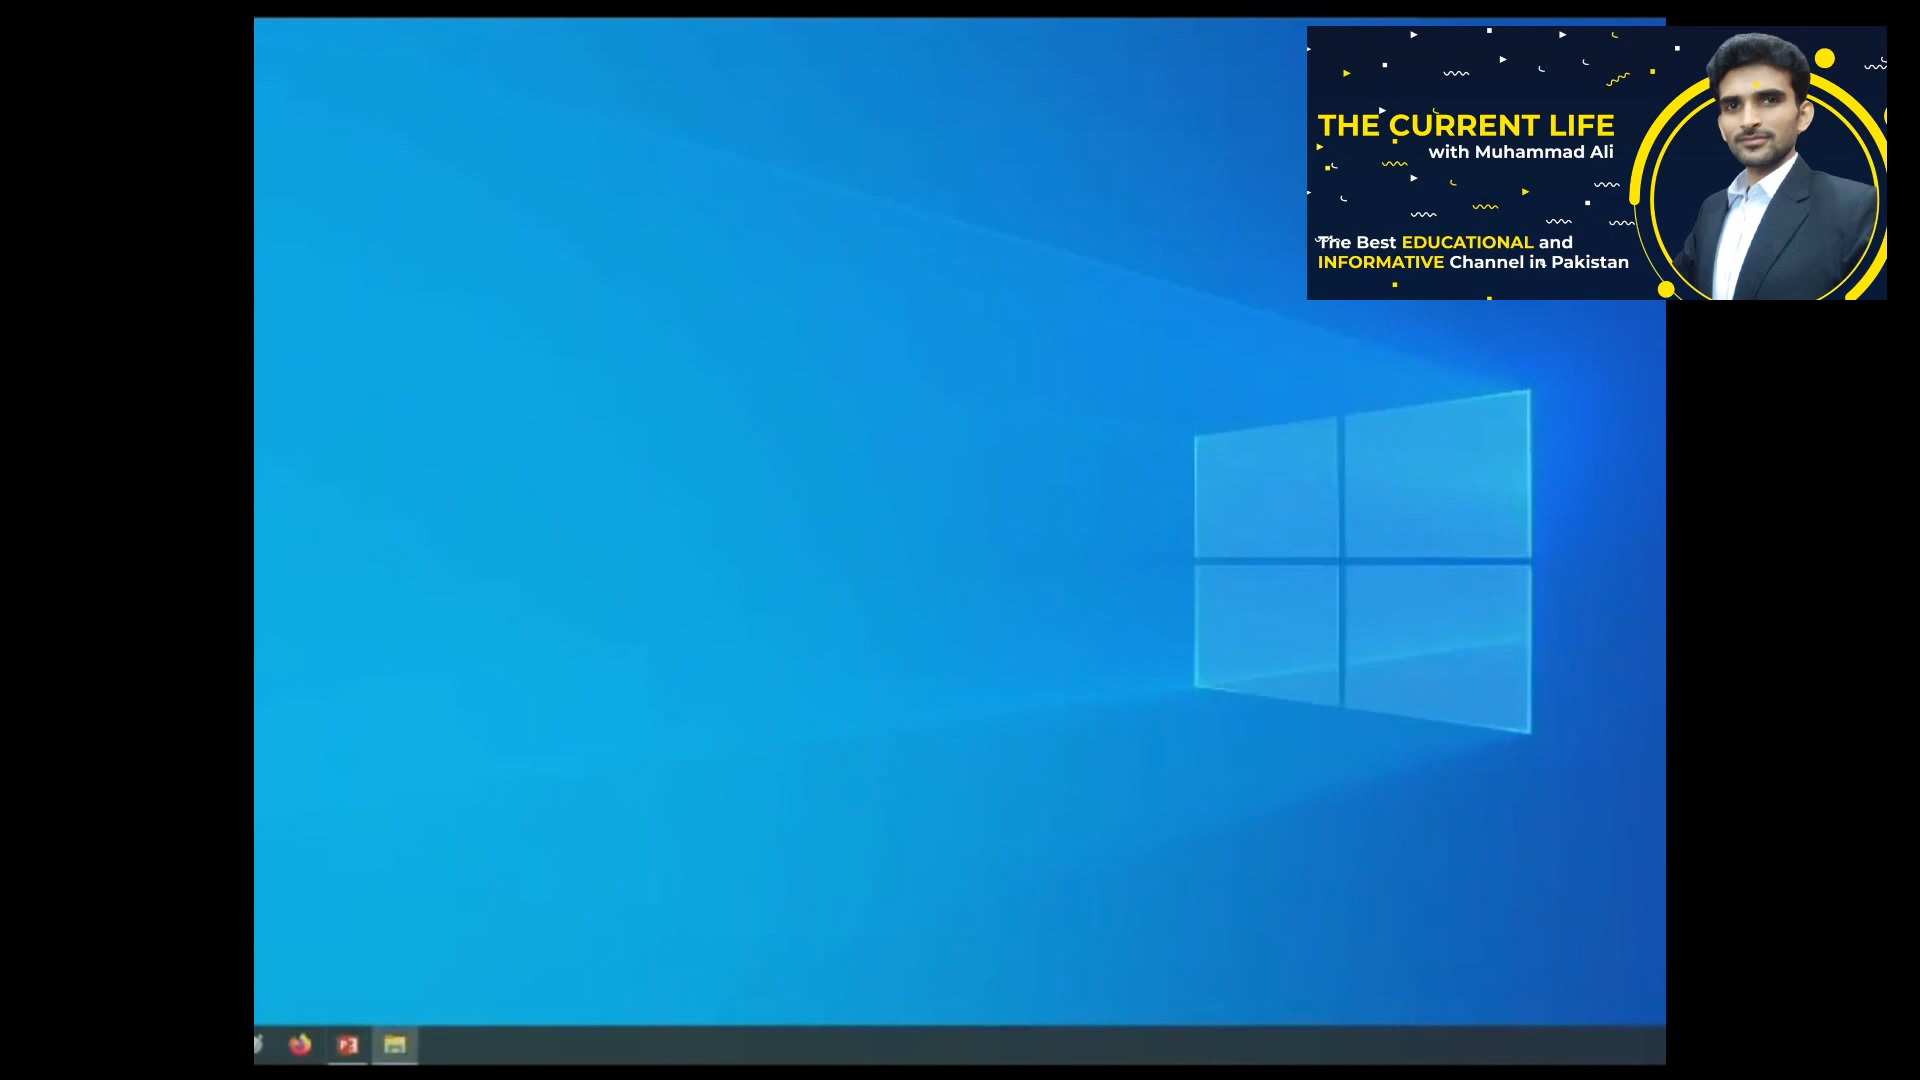 THE CURRENT LIFE
with Muhammad Ali
The Best EDUCATIONAL and
INFORMATIVE Channel in Pakistan